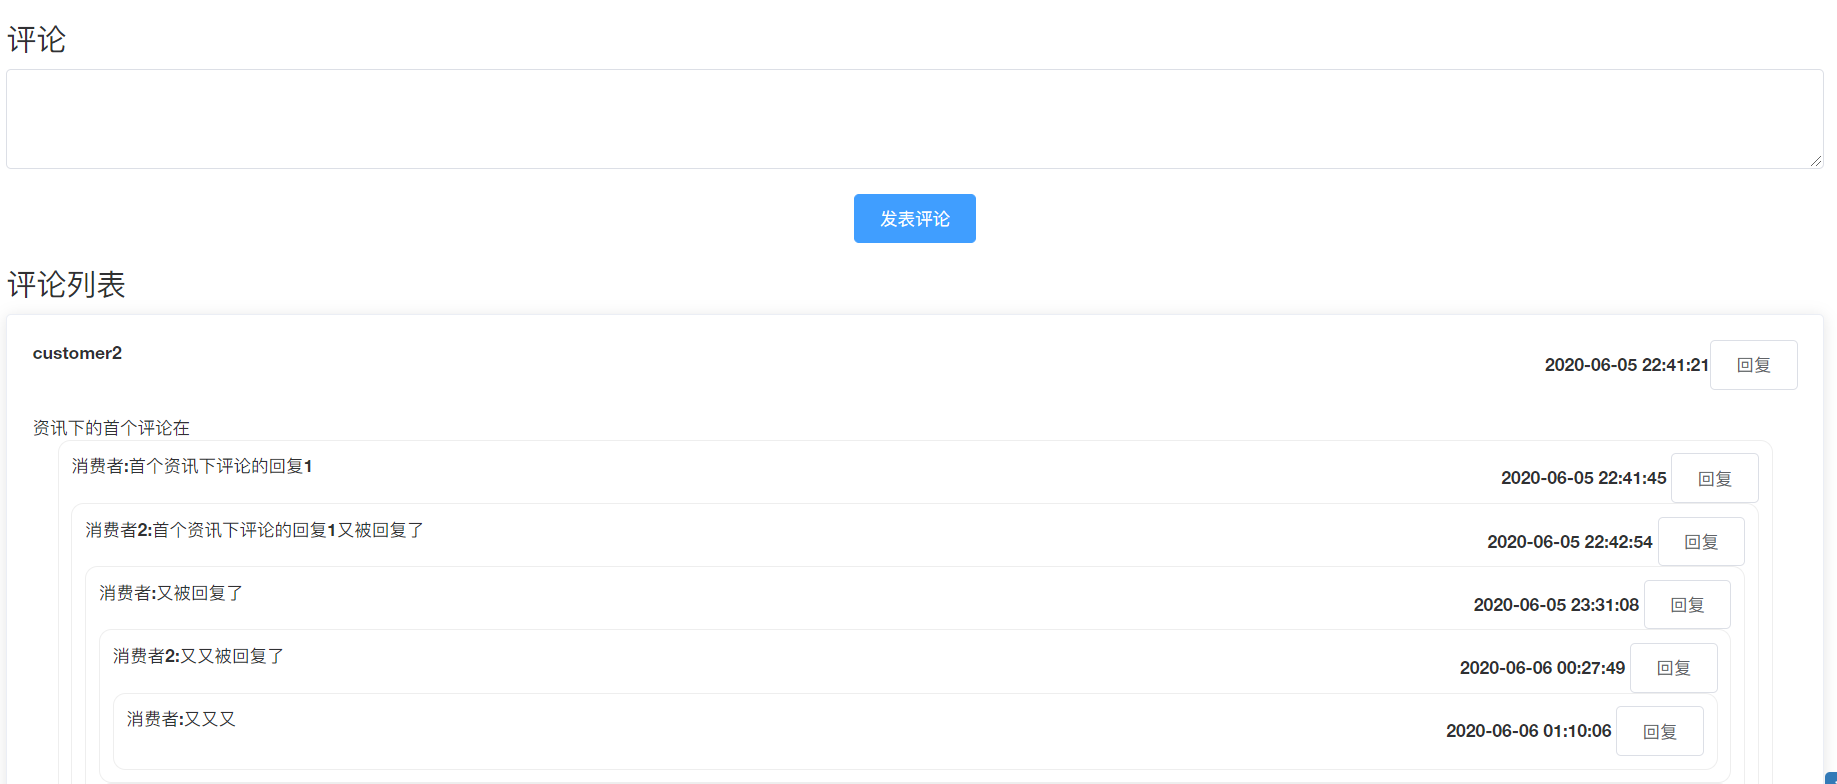 评论
发表评论
评论列表
customer2
2020-06-05 22:41:21 回复
资讯下的首个评论在
消费者:首个资讯下评论的回复1
2020-06-05 22:41:45 回复
消费者2:首个资讯下评论的回复1又被回复了
2020-06-05 22:42:54 回复
消费者:又被回复了
2020-06-05 23:31:08 回复
消费者2:又又被回复了
2020-06-06 00:27:49 回复
消费者:又又又
2020-06-06 01:10:06 回复